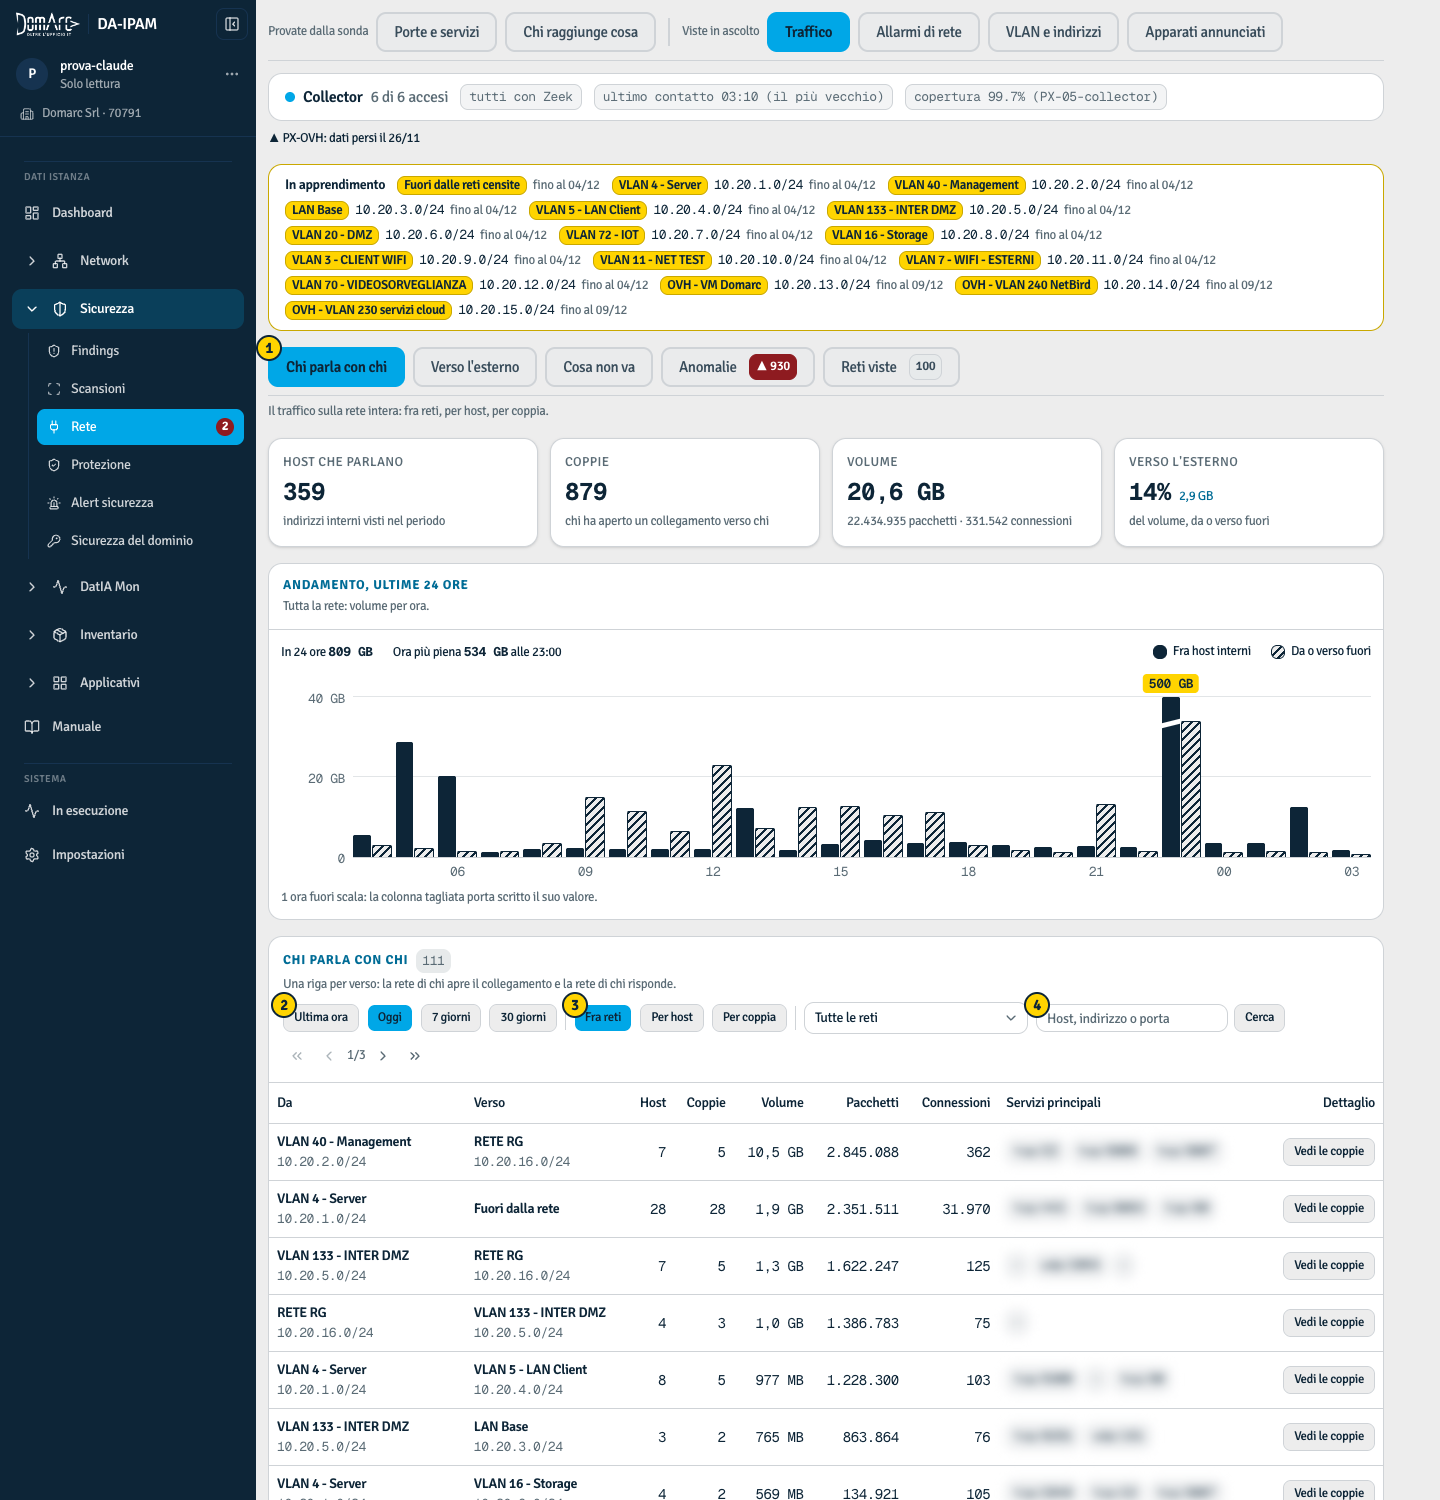 DomArc
OLTRE L'UFFICIO IT
DA-IPAM
P
prova-claude
Solo lettura
Domarc Srl · 70791
DATI ISTANZA
Dashboard
Network
Sicurezza
Findings
Scansioni
Rete 2
Protezione
Alert sicurezza
Sicurezza del dominio
DatIA Mon
Inventario
Applicativi
Manuale
SISTEMA
In esecuzione
Impostazioni
Provate dalla sonda Porte e servizi Chi raggiunge cosa Viste in ascolto Traffico Allarmi di rete VLAN e indirizzi Apparati annunciati
Collector 6 di 6 accesi tutti con Zeek ultimo contatto 03:10 (il più vecchio) copertura 99.7% (PX-05-collector)
▲ PX-OVH: dati persi il 26/11
In apprendimento Fuori dalle reti censite fino al 04/12 VLAN 4 - Server 10.20.1.0/24 fino al 04/12 VLAN 40 - Management 10.20.2.0/24 fino al 04/12
LAN Base 10.20.3.0/24 fino al 04/12 VLAN 5 - LAN Client 10.20.4.0/24 fino al 04/12 VLAN 133 - INTER DMZ 10.20.5.0/24 fino al 04/12
VLAN 20 - DMZ 10.20.6.0/24 fino al 04/12 VLAN 72 - IOT 10.20.7.0/24 fino al 04/12 VLAN 16 - Storage 10.20.8.0/24 fino al 04/12
VLAN 3 - CLIENT WIFI 10.20.9.0/24 fino al 04/12 VLAN 11 - NET TEST 10.20.10.0/24 fino al 04/12 VLAN 7 - WIFI - ESTERNI 10.20.11.0/24 fino al 04/12
VLAN 70 - VIDEOSORVEGLIANZA 10.20.12.0/24 fino al 04/12 OVH - VM Domarc 10.20.13.0/24 fino al 09/12 OVH - VLAN 240 NetBird 10.20.14.0/24 fino al 09/12
OVH - VLAN 230 servizi cloud 10.20.15.0/24 fino al 09/12
1
Chi parla con chi Verso l'esterno Cosa non va Anomalie ▲ 930 Reti viste 100
Il traffico sulla rete intera: fra reti, per host, per coppia.
HOST CHE PARLANO
359
indirizzi interni visti nel periodo
COPPIE
879
chi ha aperto un collegamento verso chi
VOLUME
20,6 GB
22.434.935 pacchetti · 331.542 connessioni
VERSO L'ESTERNO
14% 2,9 GB
del volume, da o verso fuori
ANDAMENTO, ULTIME 24 ORE
Tutta la rete: volume per ora.
In 24 ore 809 GB Ora più piena 534 GB alle 23:00
Fra host interni Da o verso fuori
500 GB
40 GB
20 GB
0
06 09 12 15 18 21 00 03
1 ora fuori scala: la colonna tagliata porta scritto il suo valore.
CHI PARLA CON CHI 111
Una riga per verso: la rete di chi apre il collegamento e la rete di chi risponde.
2 3 4
Ultima ora Oggi 7 giorni 30 giorni Fra reti Per host Per coppia Tutte le reti Host, indirizzo o porta Cerca
« ‹ 1/3 › »
Da Verso Host Coppie Volume Pacchetti Connessioni Servizi principali Dettaglio
VLAN 40 - Management RETE RG 7 5 10,5 GB 2.845.088 362 Vedi le coppie
10.20.2.0/24 10.20.16.0/24
VLAN 4 - Server Fuori dalla rete 28 28 1,9 GB 2.351.511 31.970 Vedi le coppie
10.20.1.0/24
VLAN 133 - INTER DMZ RETE RG 7 5 1,3 GB 1.622.247 125 Vedi le coppie
10.20.5.0/24 10.20.16.0/24
RETE RG VLAN 133 - INTER DMZ 4 3 1,0 GB 1.386.783 75 Vedi le coppie
10.20.16.0/24 10.20.5.0/24
VLAN 4 - Server VLAN 5 - LAN Client 8 5 977 MB 1.228.300 103 Vedi le coppie
10.20.1.0/24 10.20.4.0/24
VLAN 133 - INTER DMZ LAN Base 3 2 765 MB 863.864 76 Vedi le coppie
10.20.5.0/24 10.20.3.0/24
VLAN 4 - Server VLAN 16 - Storage 4 2 569 MB 134.921 105 Vedi le coppie